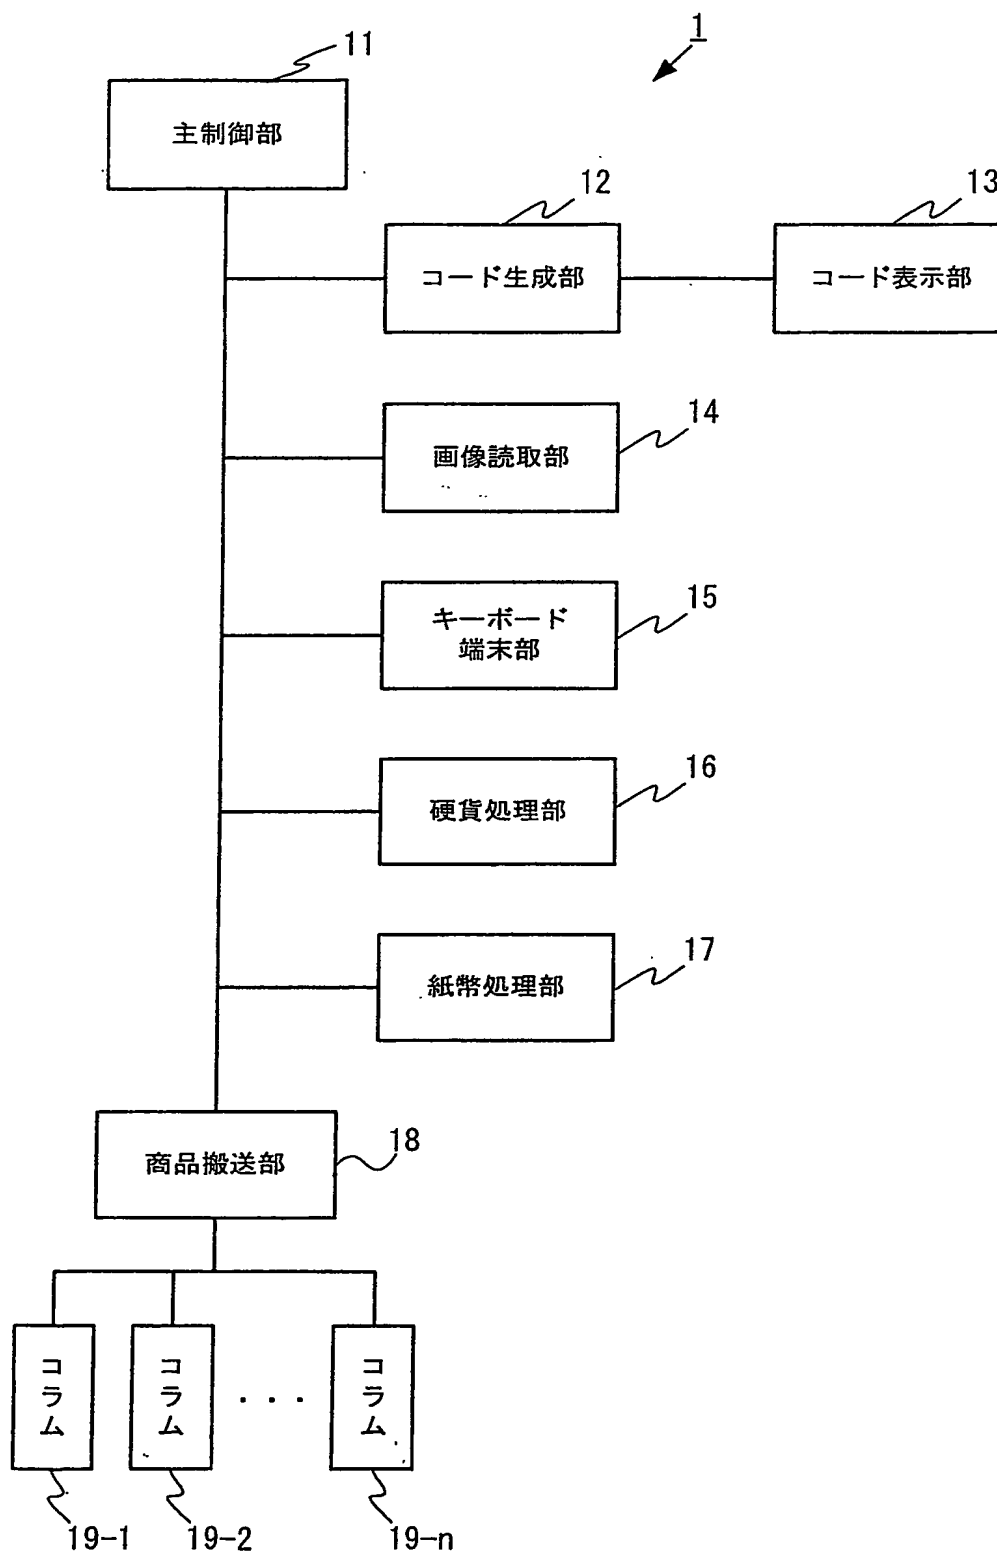 1
11
主制御部
12
13
コード生成部
コード表示部
14
画像読取部
15
キーボード
端末部
16
硬貨処理部
17
紙幣処理部
18
商品搬送部
コラム
コラム
・・・
コラム
19-1
19-2
19-n